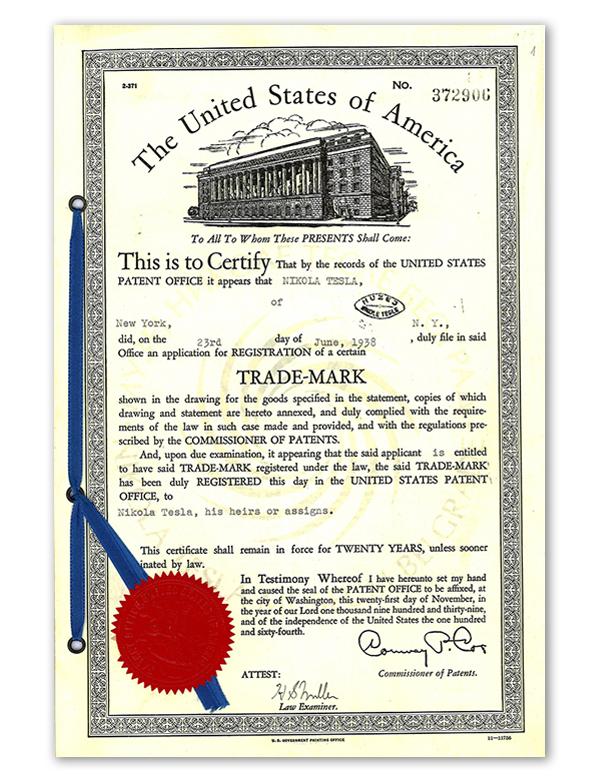 2-371
No. 372906
The United States of America
To All To Whom These PRESENTS Shall Come:
This is to Certify That by the records of the UNITED STATES
PATENT OFFICE it appears that NIKOLA TESLA,
of
New York, N. Y.,
did, on the 23rd day of June, 1938 , duly file in said
Office an application for REGISTRATION of a certain
TRADE-MARK
shown in the drawing for the goods specified in the statement, copies of which
drawing and statement are hereto annexed, and duly complied with the require-
ments of the law in such case made and provided, and with the regulations pre-
scribed by the COMMISSIONER OF PATENTS.
And, upon due examination, it appearing that the said applicant is entitled
to have said TRADE-MARK registered under the law, the said TRADE-MARK
has been duly REGISTERED this day in the UNITED STATES PATENT
OFFICE, to
Nikola Tesla, his heirs or assigns.
This certificate shall remain in force for TWENTY YEARS, unless sooner
inated by law.
In Testimony Whereof I have hereunto set my hand
and caused the seal of the PATENT OFFICE to be affixed, at
the city of Washington, this twenty-first day of November, in
the year of our Lord one thousand nine hundred and thirty-nine,
and of the independence of the United States the one hundred
and sixty-fourth.
Conway P. Coe
ATTEST:
Commissioner of Patents.
Law Examiner.
U. S. GOVERNMENT PRINTING OFFICE